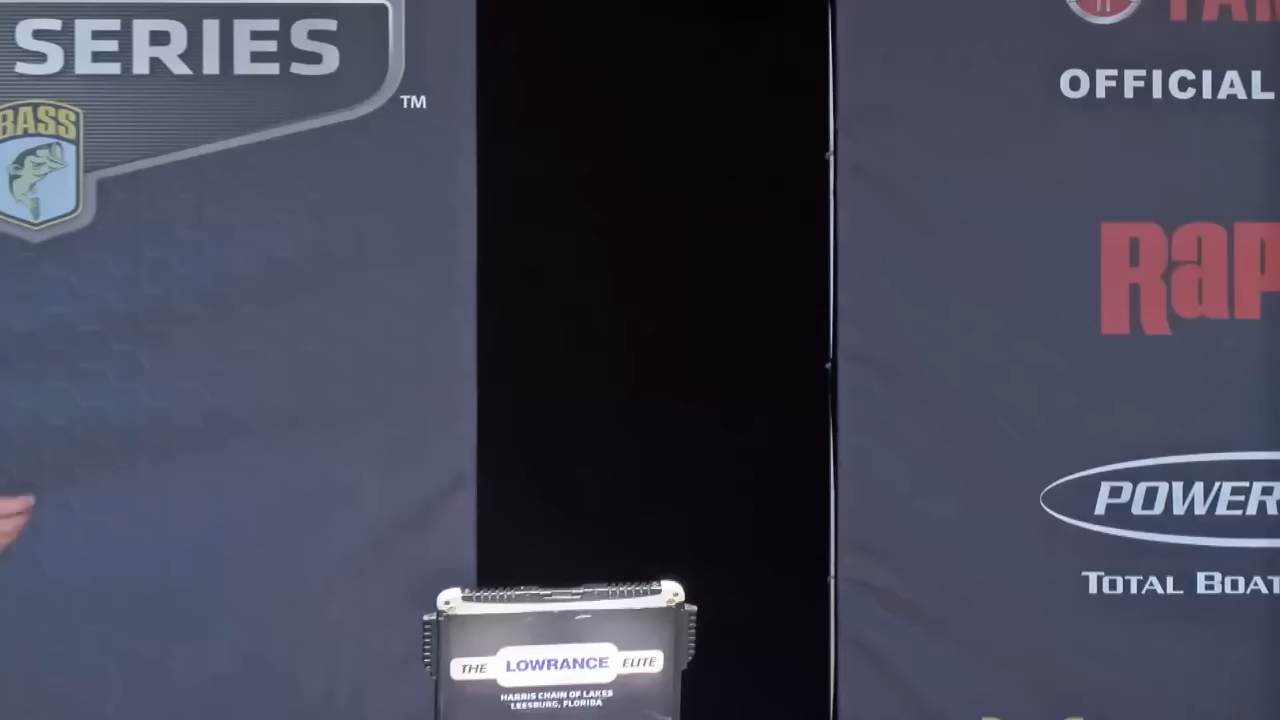 SERIES
TM
BASS
OFFICIAL
RAP
POWER
TOTAL BOAT
THE LOWRANCE ELITE
HARRIS CHAIN OF LAKES
LEESBURG, FLORIDA